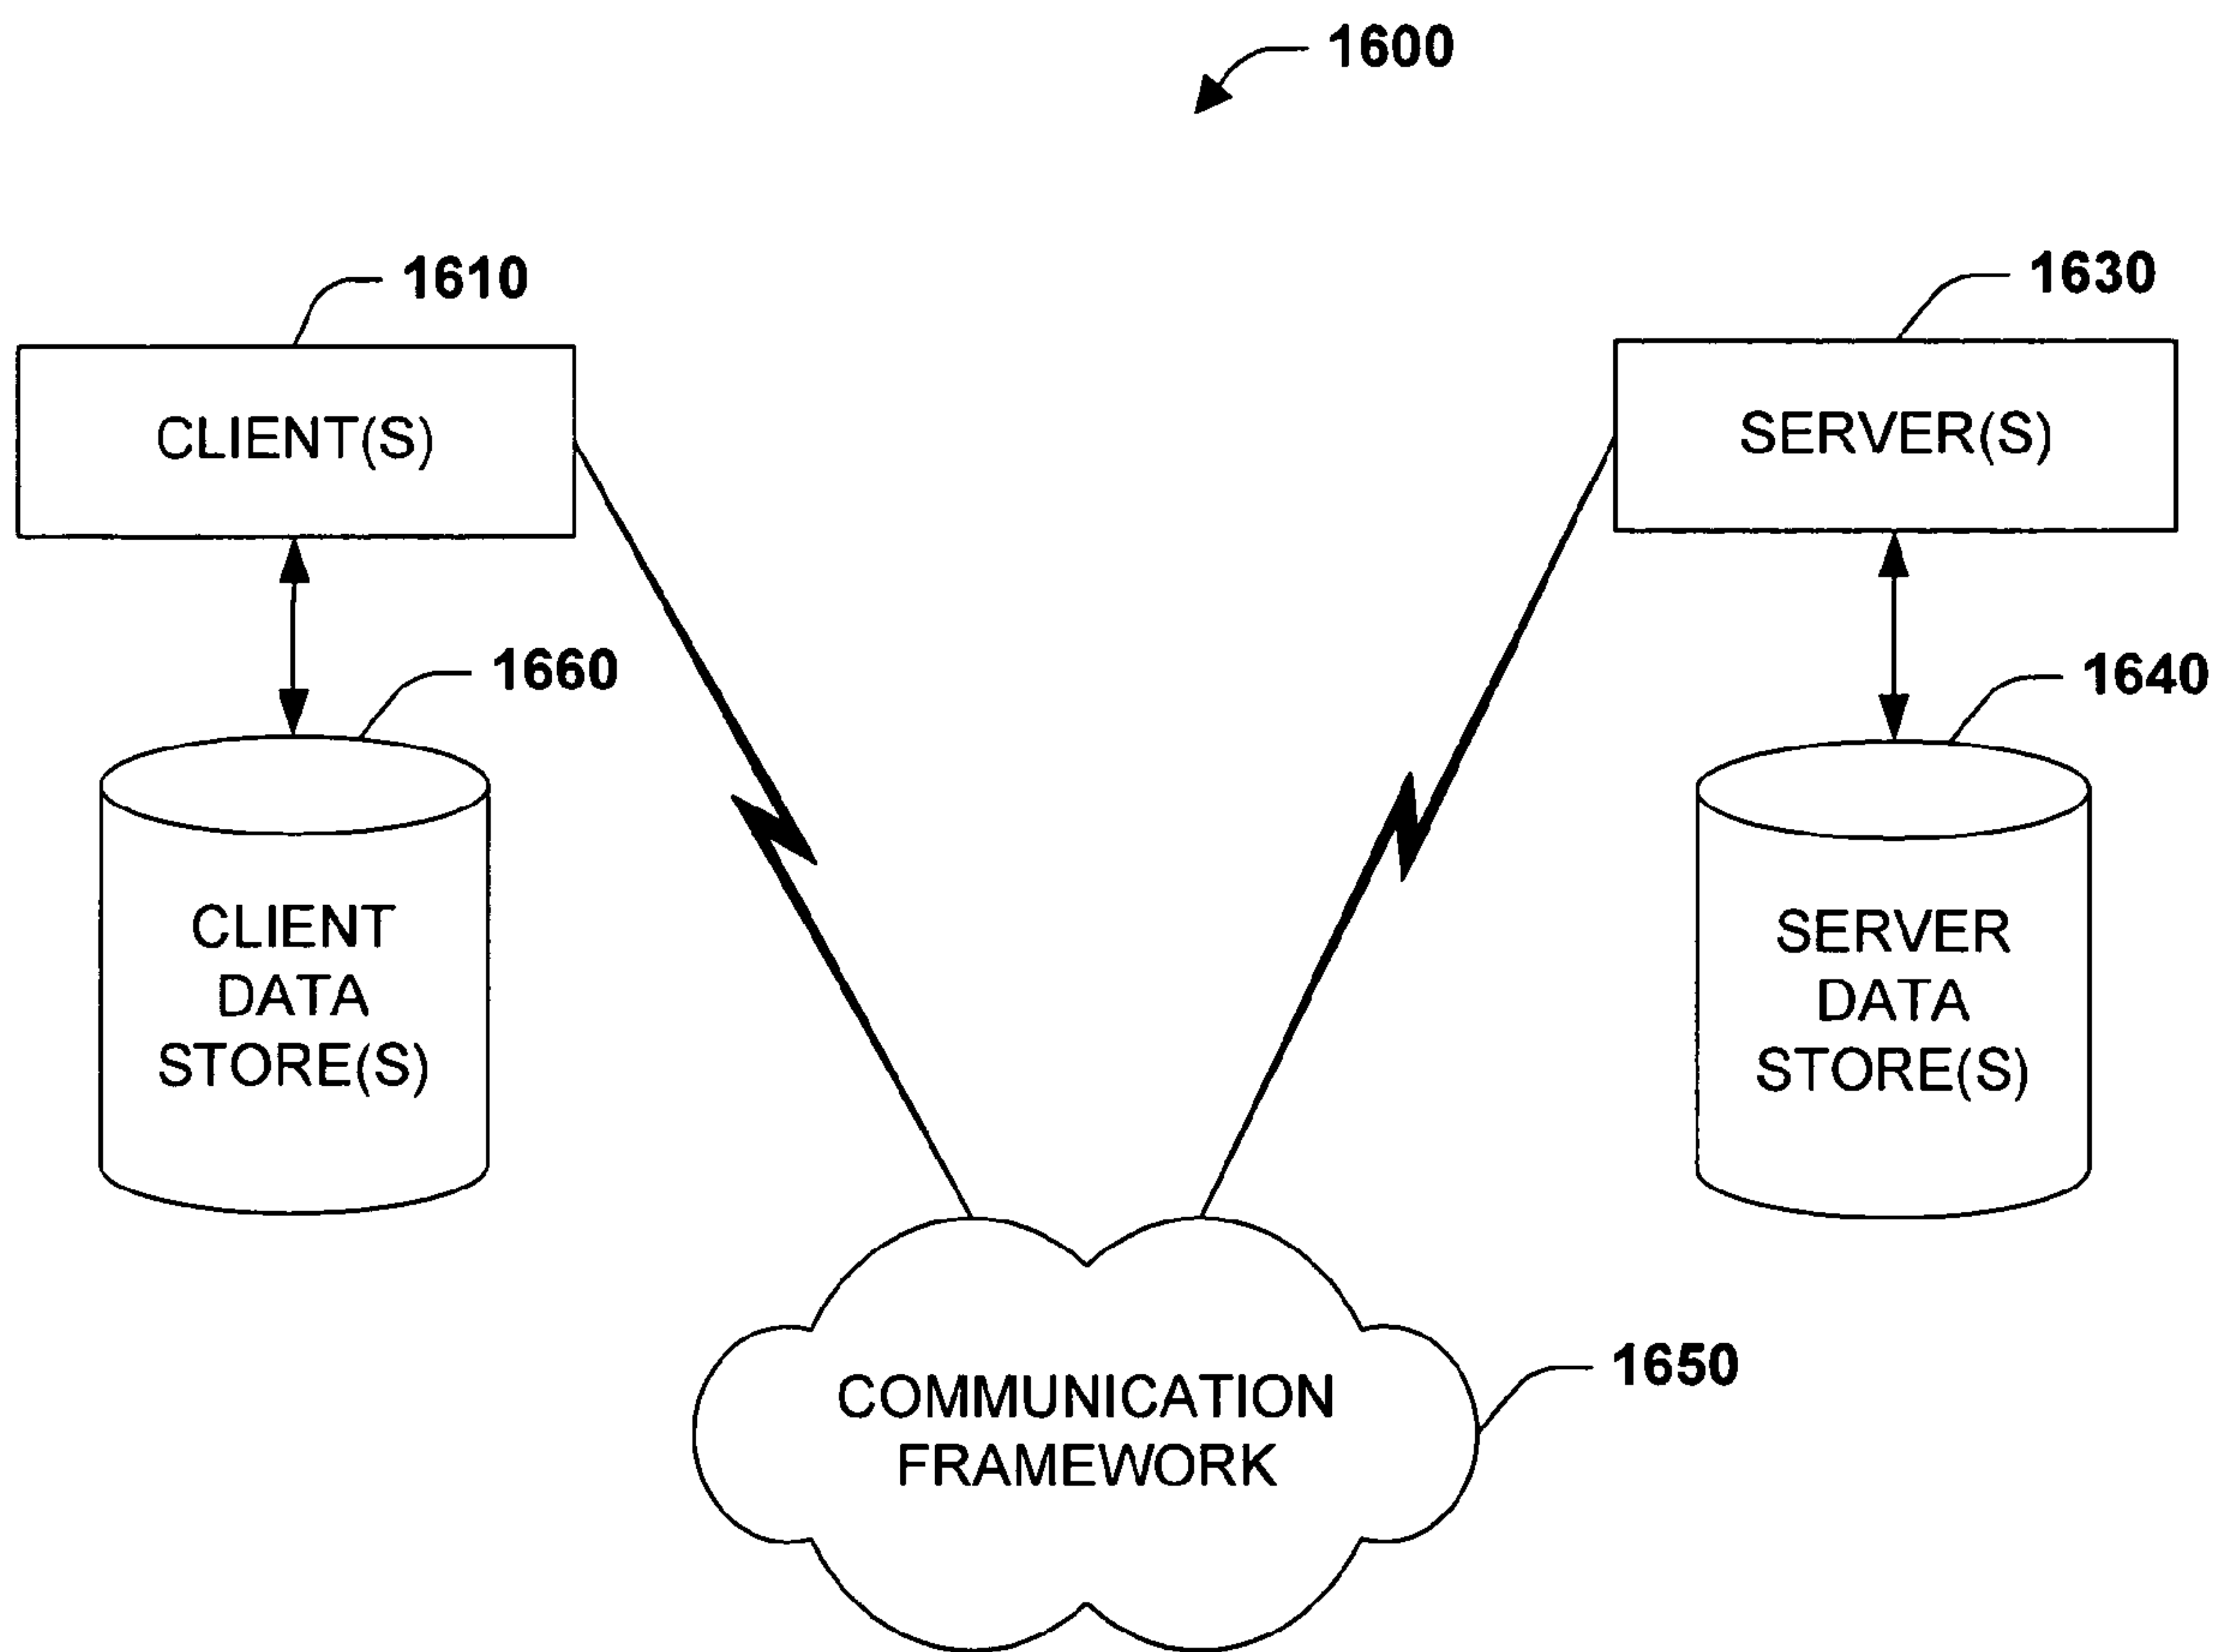 1600
1610
1630
CLIENT(S)
SERVER(S)
1660
1640
CLIENT
DATA
STORE(S)
SERVER
DATA
STORE(S)
1650
COMMUNICATION
FRAMEWORK